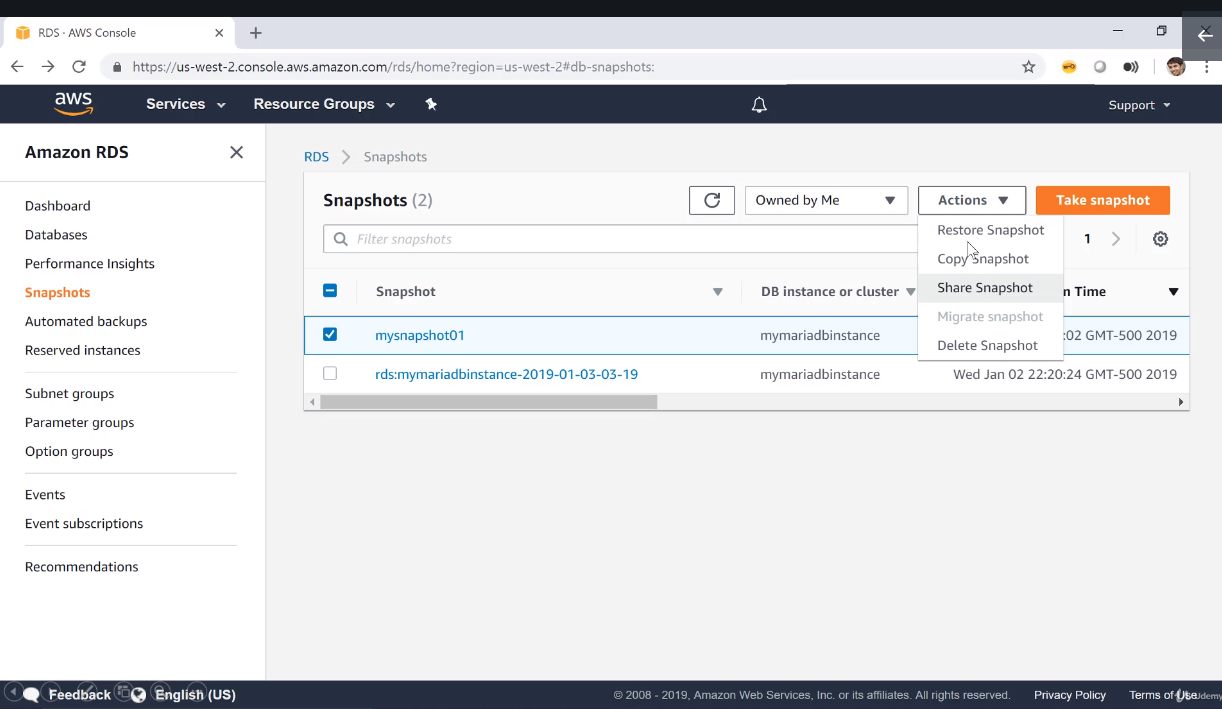 RDS · AWS Console
https://us-west-2.console.aws.amazon.com/rds/home?region=us-west-2#db-snapshots:
aws
Services
Resource Groups
Support
Amazon RDS
Dashboard
Databases
Performance Insights
Snapshots
Automated backups
Reserved instances
Subnet groups
Parameter groups
Option groups
Events
Event subscriptions
Recommendations
RDS > Snapshots
Snapshots (2)
Owned by Me
Actions
Take snapshot
Filter snapshots
1
Restore Snapshot
Copy Snapshot
Share Snapshot
Migrate snapshot
Delete Snapshot
Snapshot DB instance or cluster n Time
mysnapshot01 mymariadbinstance :02 GMT-500 2019
rds:mymariadbinstance-2019-01-03-03-19 mymariadbinstance Wed Jan 02 22:20:24 GMT-500 2019
Feedback English (US)
© 2008 - 2019, Amazon Web Services, Inc. or its affiliates. All rights reserved. Privacy Policy Terms of Use
Udemy